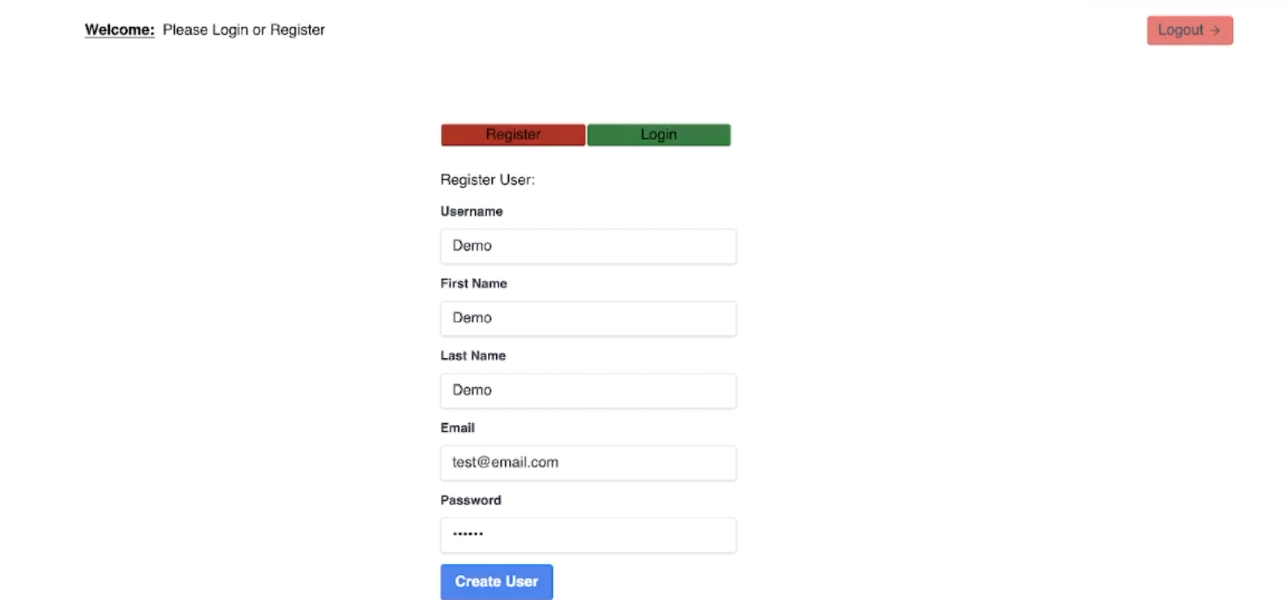 Welcome: Please Login or Register
Logout →
Register
Login
Register User:
Username
Demo
First Name
Demo
Last Name
Demo
Email
test@email.com
Password
••••••
Create User